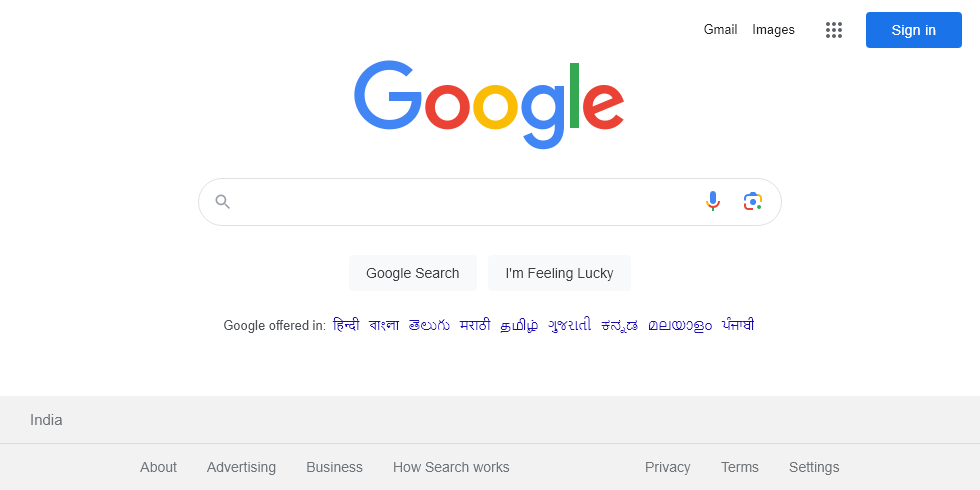 Gmail Images Sign in
Google
Google Search I'm Feeling Lucky
Google offered in: हिन्दी বাংলা తెలుగు मराठी தமிழ் ગુજરાતી ಕನ್ನಡ മലയാളം ਪੰਜਾਬੀ
India
About Advertising Business How Search works Privacy Terms Settings